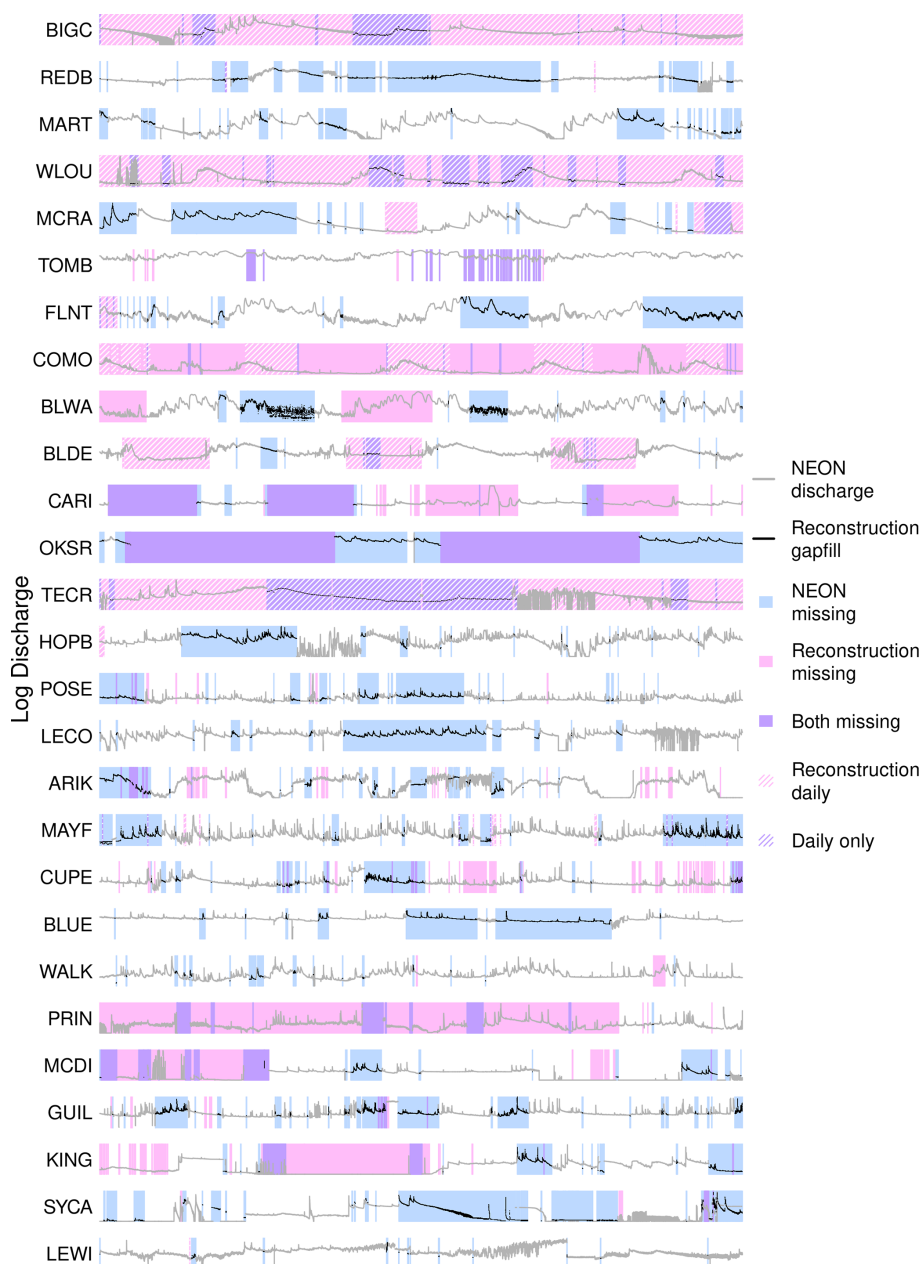 BIGC
REDB
MART
WLOU
MCRA
TOMB
FLNT
COMO
BLWA
BLDE
CARI
OKSR
TECR
HOPB
POSE
LECO
ARIK
MAYF
CUPE
BLUE
WALK
PRIN
MCDI
GUIL
KING
SYCA
LEWI
Log Discharge
NEON
discharge
Reconstruction
gapfill
NEON
missing
Reconstruction
missing
Both missing
Reconstruction
daily
Daily only